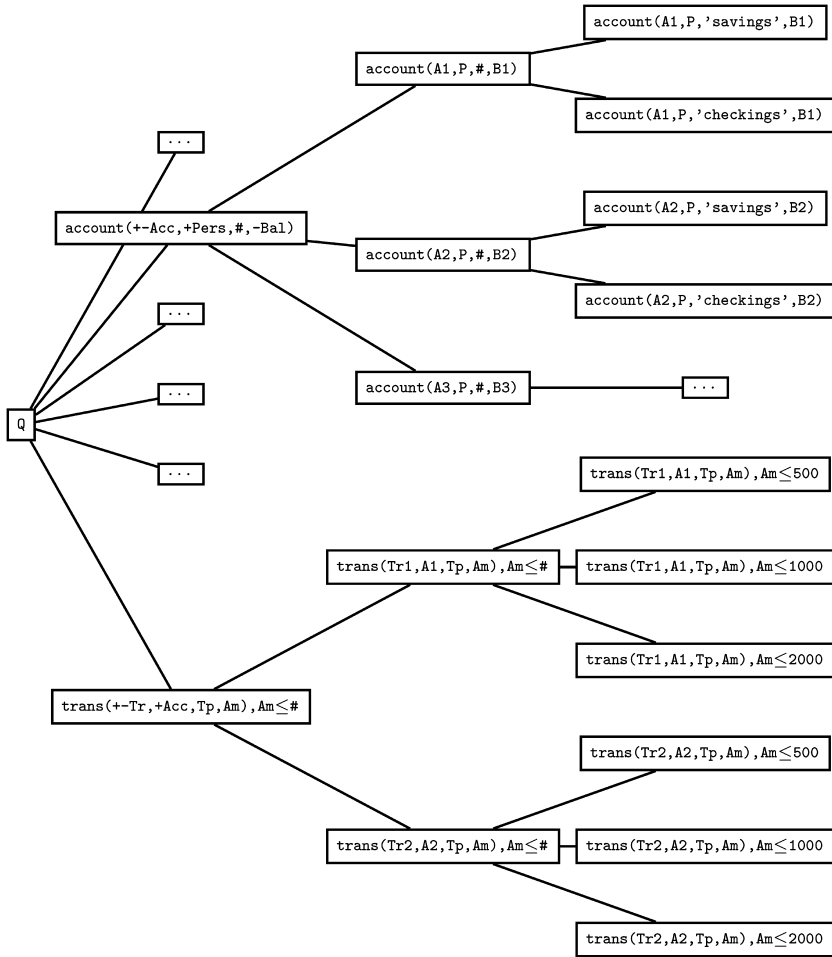 account(A1,P,'savings',B1)
account(A1,P,#,B1)
account(A1,P,'checkings',B1)
...
account(+-Acc,+Pers,#,-Bal)
account(A2,P,'savings',B2)
account(A2,P,#,B2)
account(A2,P,'checkings',B2)
...
account(A3,P,#,B3)
...
...
Q
...
trans(Tr1,A1,Tp,Am),Am≤500
trans(Tr1,A1,Tp,Am),Am≤#
trans(Tr1,A1,Tp,Am),Am≤1000
trans(Tr1,A1,Tp,Am),Am≤2000
trans(+-Tr,+Acc,Tp,Am),Am≤#
trans(Tr2,A2,Tp,Am),Am≤500
trans(Tr2,A2,Tp,Am),Am≤#
trans(Tr2,A2,Tp,Am),Am≤1000
trans(Tr2,A2,Tp,Am),Am≤2000